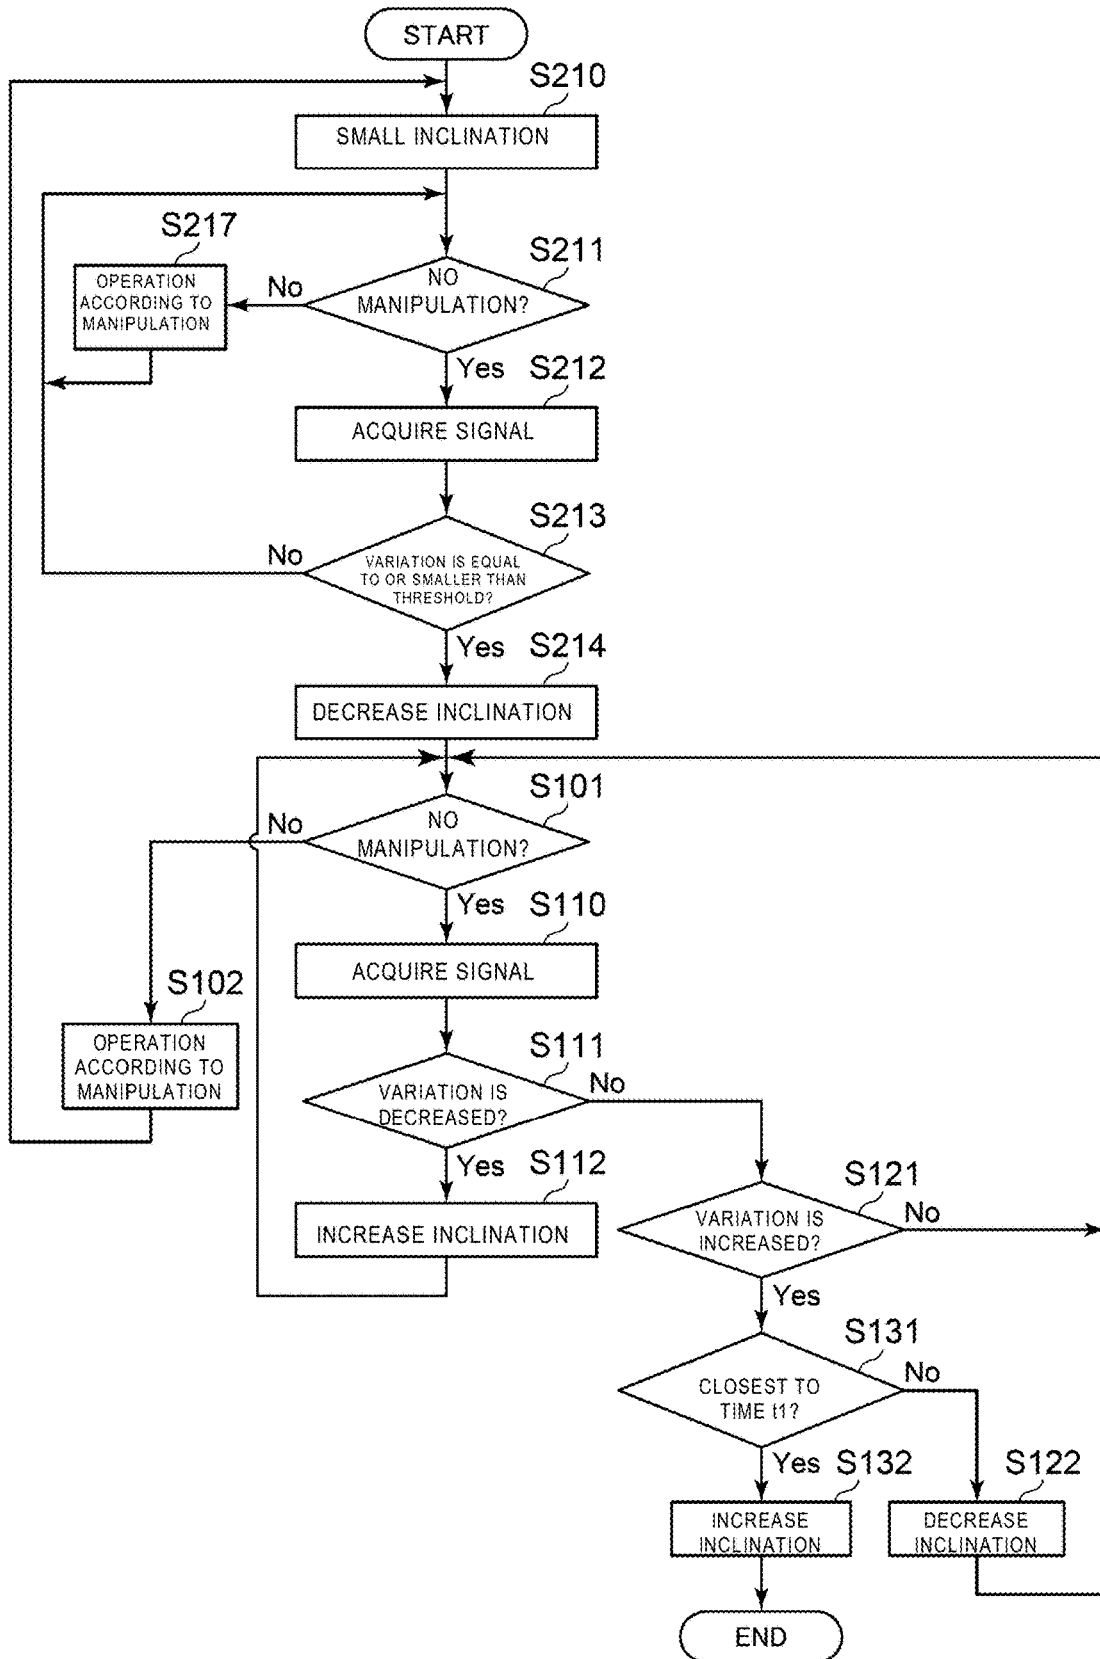 START
S210
SMALL INCLINATION
S217
OPERATION
ACCORDING TO
MANIPULATION
No
S211
NO
MANIPULATION?
Yes
S212
ACQUIRE SIGNAL
S213
No
VARIATION IS EQUAL
TO OR SMALLER THAN
THRESHOLD?
Yes
S214
DECREASE INCLINATION
S101
No
NO
MANIPULATION?
Yes
S110
ACQUIRE SIGNAL
S102
OPERATION
ACCORDING TO
MANIPULATION
S111
No
VARIATION IS
DECREASED?
Yes
S112
INCREASE INCLINATION
S121
No
VARIATION IS
INCREASED?
Yes
S131
No
CLOSEST TO
TIME t1?
Yes
S132
INCREASE
INCLINATION
S122
DECREASE
INCLINATION
END